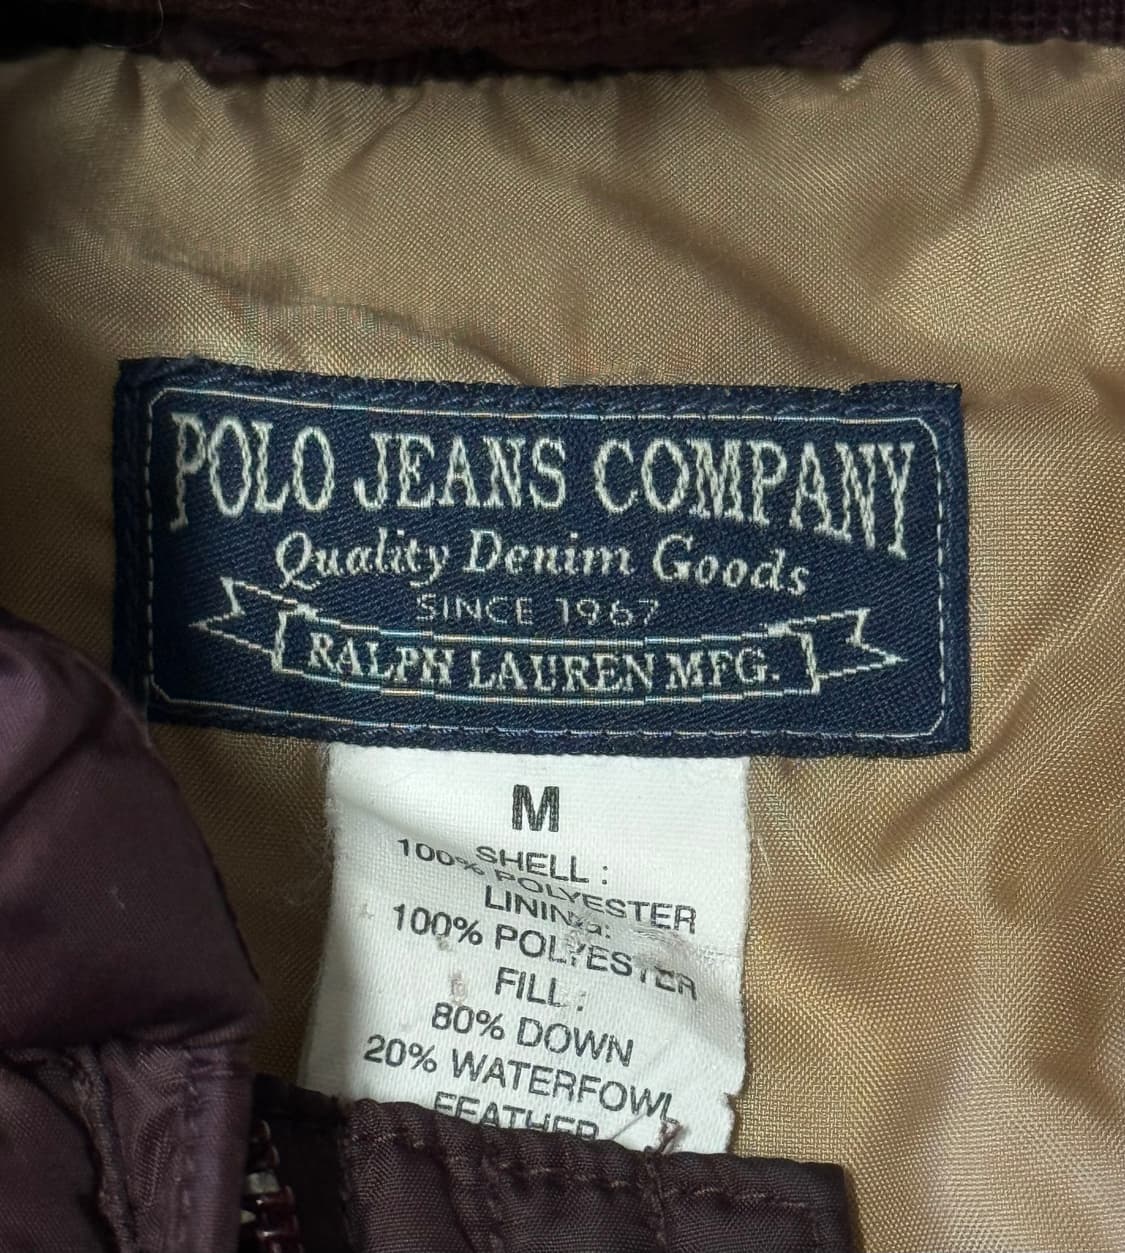 POLO JEANS COMPANY
Quality Denim Goods
SINCE 1967
RALPH LAUREN MFG.
M
SHELL :
100% POLYESTER
LINING:
100% POLYESTER
FILL :
80% DOWN
20% WATERFOWL
FEATHER